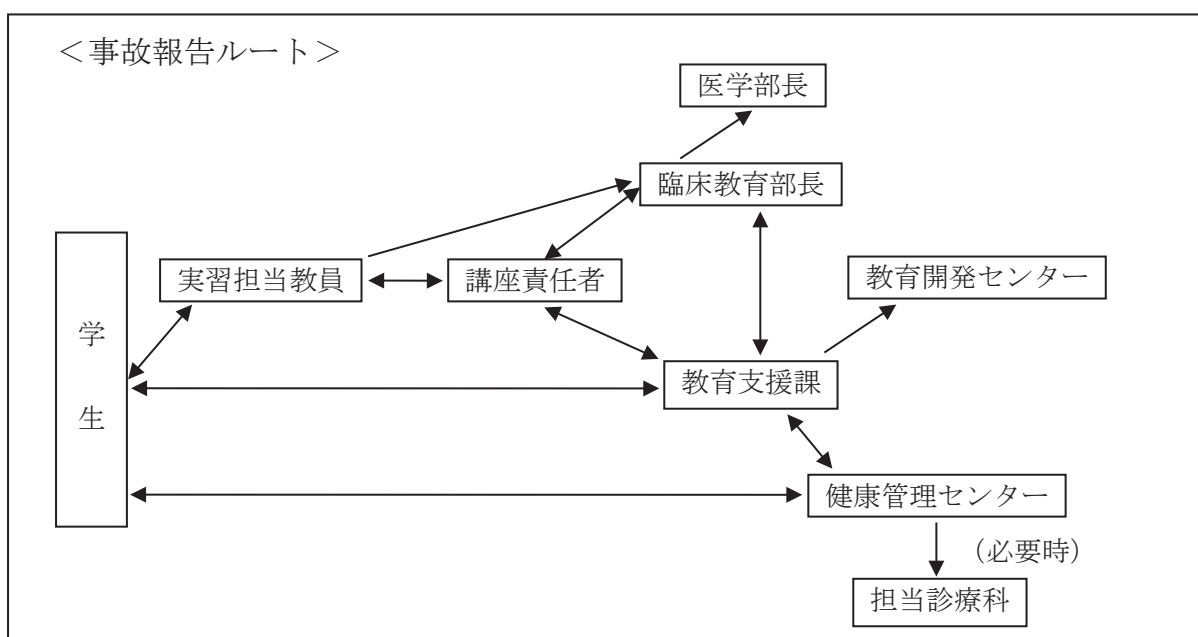 ＜事故報告ルート＞
医学部長
臨床教育部長
実習担当教員
講座責任者
教育開発センター
学生
教育支援課
健康管理センター
（必要時）
担当診療科